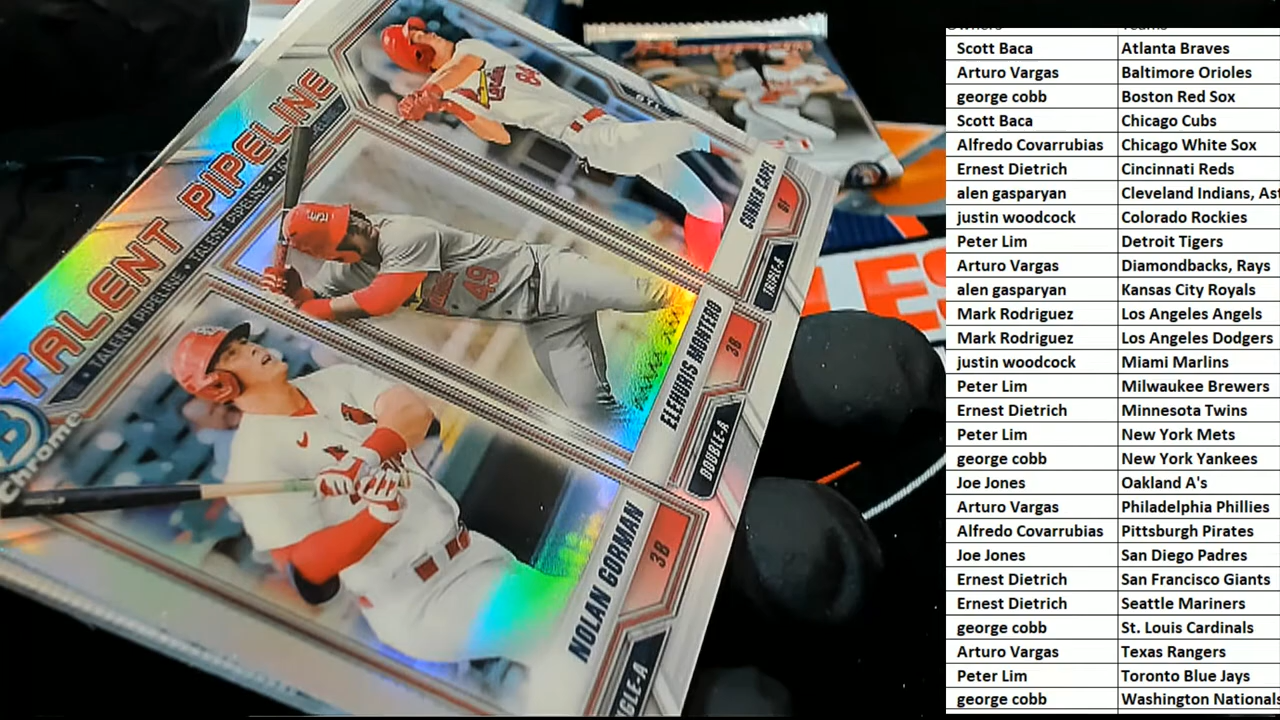 TALENT PIPELINE
TALENT PIPELINE • TALENT PIPELINE •
B
Chrome
CONNER CAPEL
OF
TRIPLE-A
ELEHURIS MONTERO
3B
DOUBLE-A
NOLAN GORMAN
3B
49
LES
Owners Teams
Scott Baca Atlanta Braves
Arturo Vargas Baltimore Orioles
george cobb Boston Red Sox
Scott Baca Chicago Cubs
Alfredo Covarrubias Chicago White Sox
Ernest Dietrich Cincinnati Reds
alen gasparyan Cleveland Indians, Ast
justin woodcock Colorado Rockies
Peter Lim Detroit Tigers
Arturo Vargas Diamondbacks, Rays
alen gasparyan Kansas City Royals
Mark Rodriguez Los Angeles Angels
Mark Rodriguez Los Angeles Dodgers
justin woodcock Miami Marlins
Peter Lim Milwaukee Brewers
Ernest Dietrich Minnesota Twins
Peter Lim New York Mets
george cobb New York Yankees
Joe Jones Oakland A's
Arturo Vargas Philadelphia Phillies
Alfredo Covarrubias Pittsburgh Pirates
Joe Jones San Diego Padres
Ernest Dietrich San Francisco Giants
Ernest Dietrich Seattle Mariners
george cobb St. Louis Cardinals
Arturo Vargas Texas Rangers
Peter Lim Toronto Blue Jays
george cobb Washington Nationals